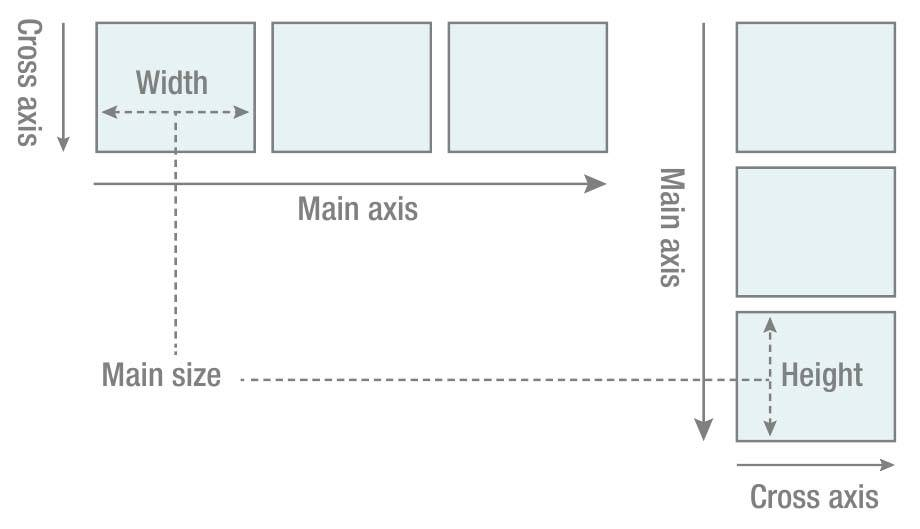 Cross axis
Width
Main axis
Main axis
Main size
Height
Cross axis